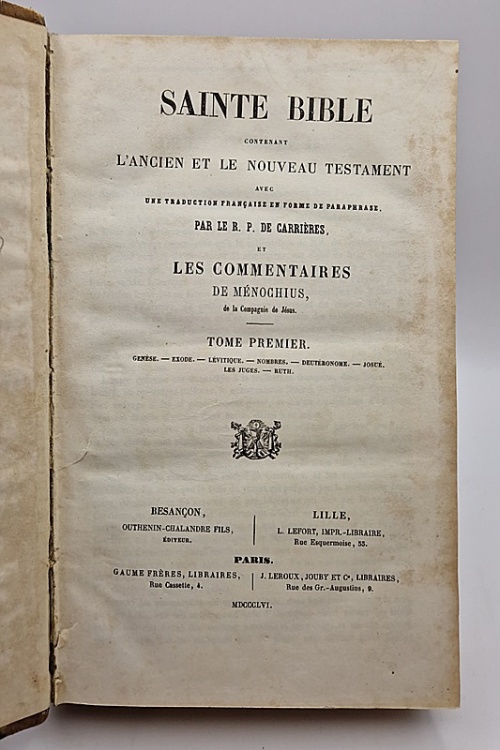 SAINTE BIBLE
CONTENANT
L'ANCIEN ET LE NOUVEAU TESTAMENT
AVEC
UNE TRADUCTION FRANÇAISE EN FORME DE PARAPHRASE,
PAR LE R. P. DE CARRIÈRES,
ET
LES COMMENTAIRES
DE MÉNOCHIUS,
de la Compagnie de Jésus.
TOME PREMIER.
GENÈSE. — EXODE. — LÉVITIQUE. — NOMBRES. — DEUTÉRONOME. — JOSUÉ.
LES JUGES. — RUTH.
BESANÇON,
OUTHENIN-CHALANDRE FILS,
ÉDITEUR.
LILLE,
L. LEFORT, IMPR.-LIBRAIRE,
Rue Esquermoise, 55.
PARIS.
GAUME FRÈRES, LIBRAIRES,
Rue Cassette, 4.
J. LEROUX, JOUBY ET Cᵉ, LIBRAIRES,
Rue des Gr.-Augustins, 9.
MDCCCLVI.